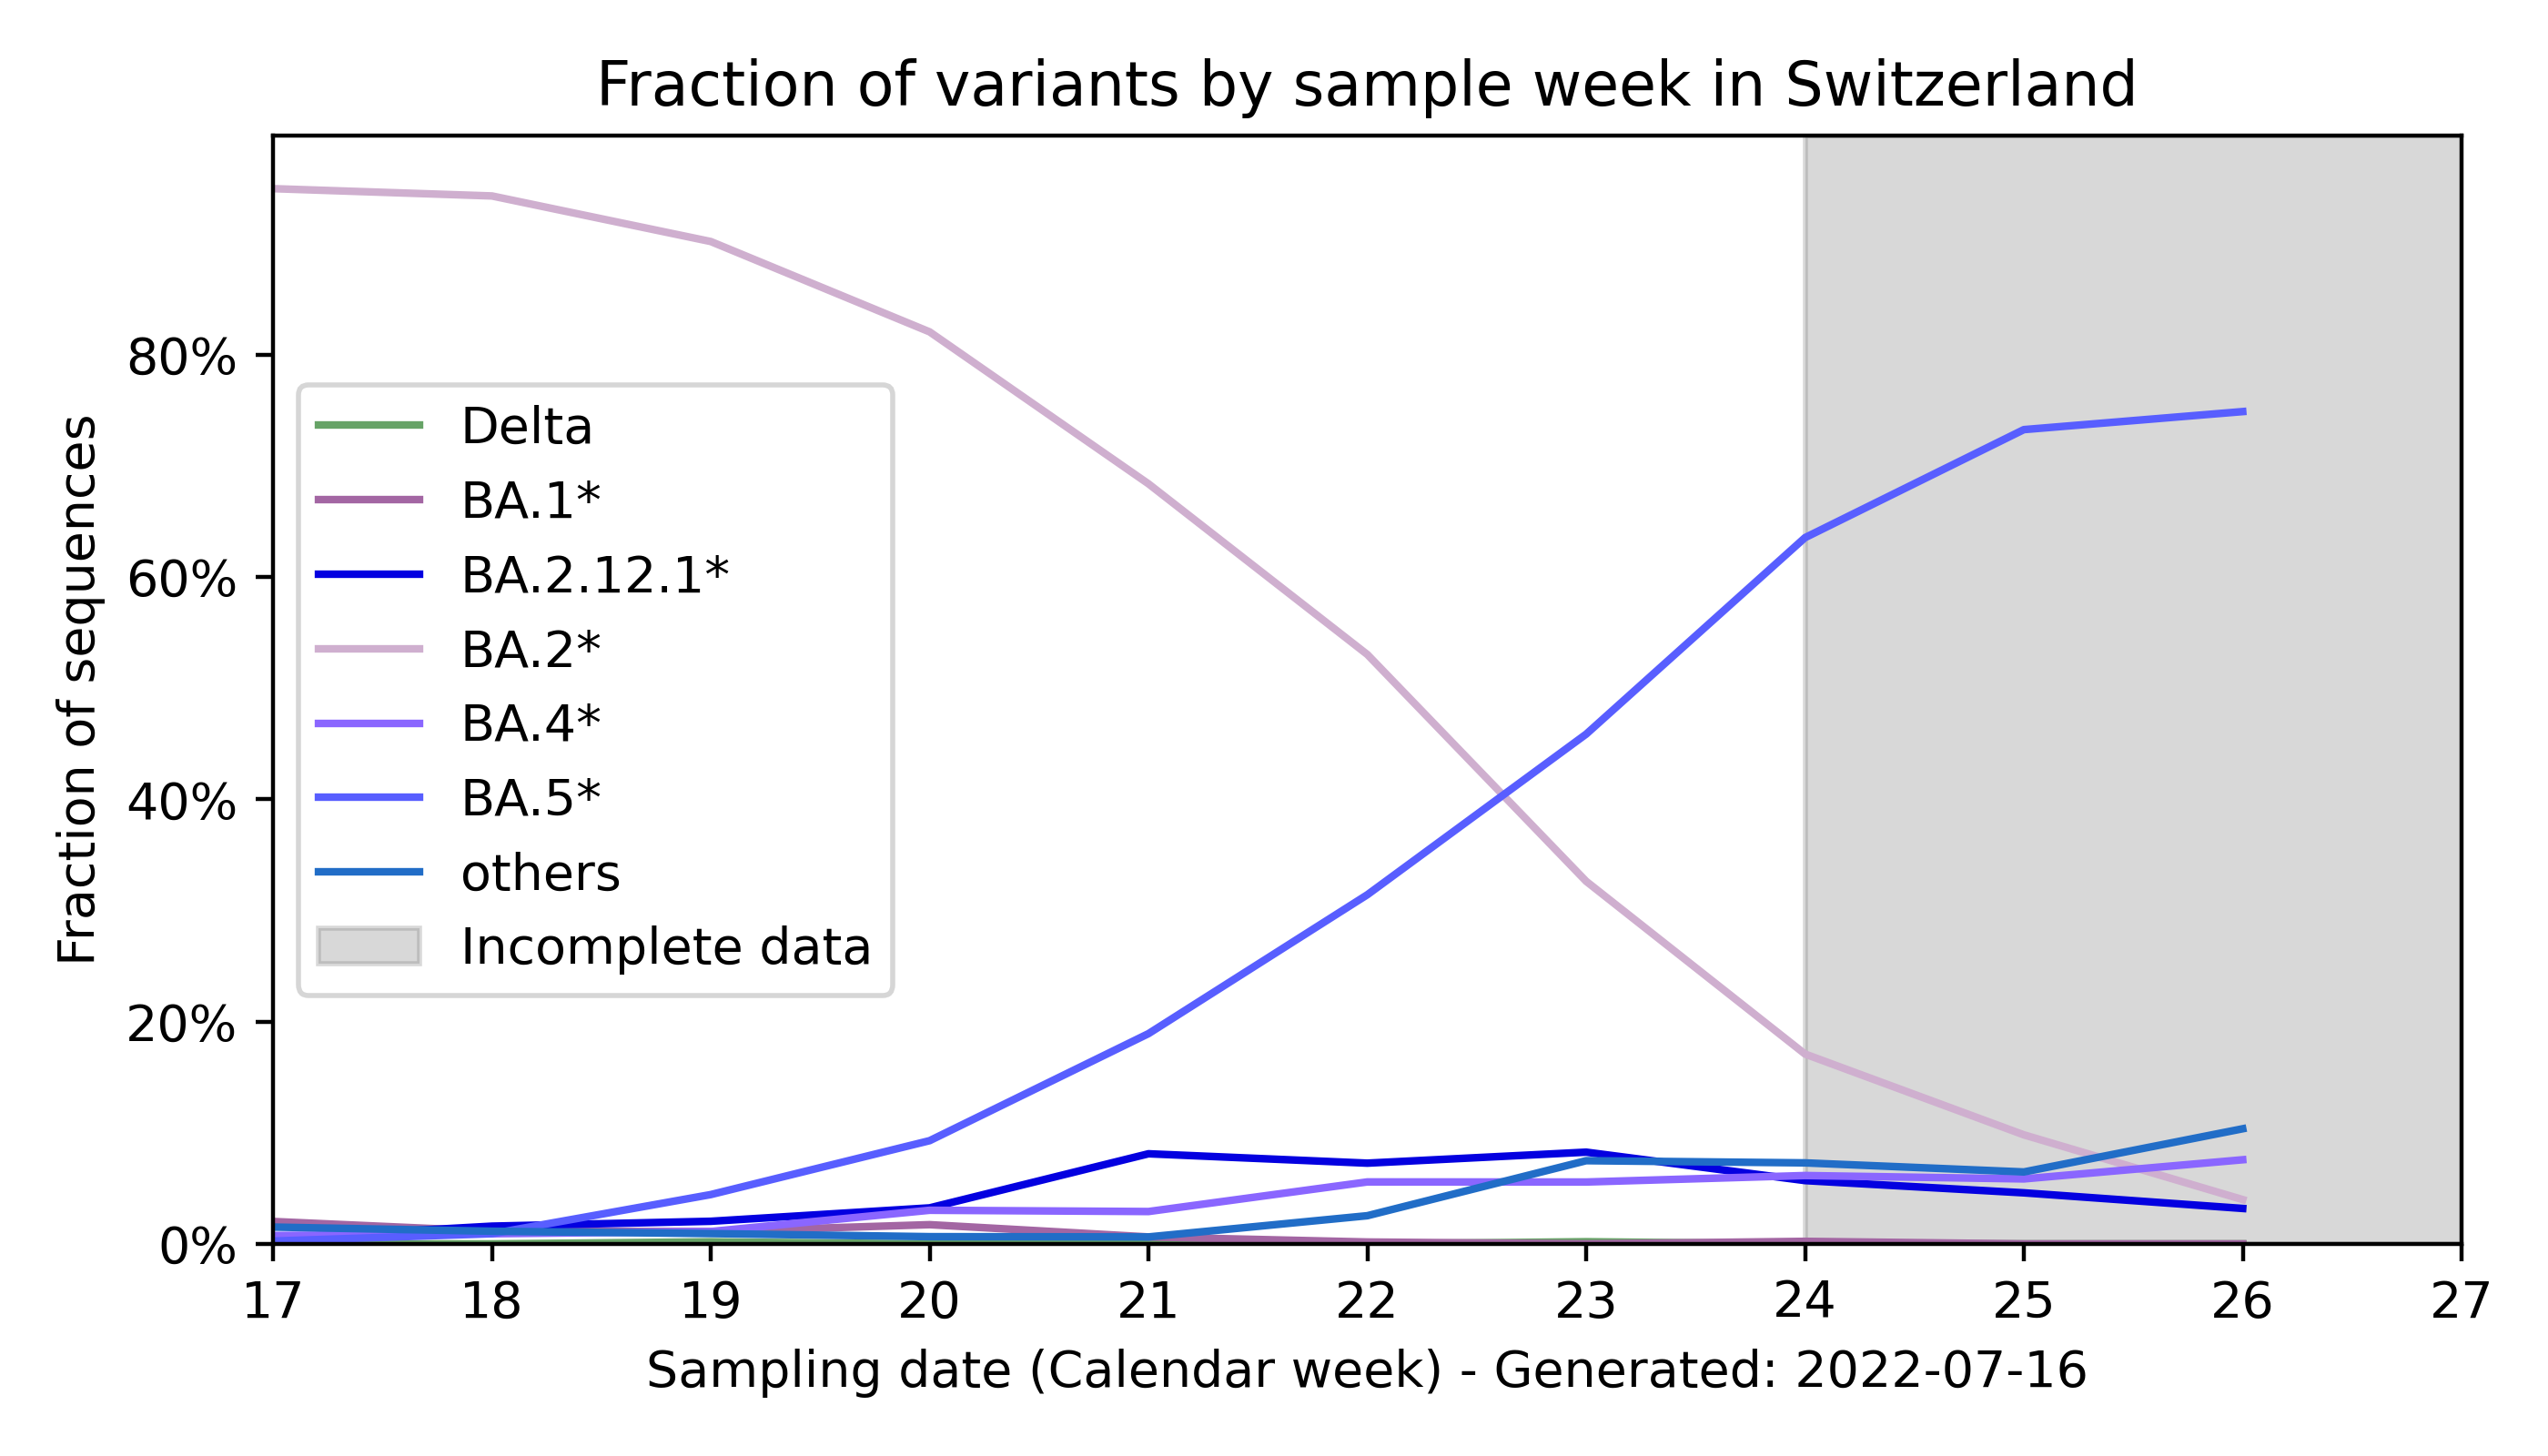 Fraction of variants by sample week in Switzerland
Fraction of sequences
80%
60%
40%
20%
0%
Delta
BA.1*
BA.2.12.1*
BA.2*
BA.4*
BA.5*
others
Incomplete data
17 18 19 20 21 22 23 24 25 26 27
Sampling date (Calendar week) - Generated: 2022-07-16